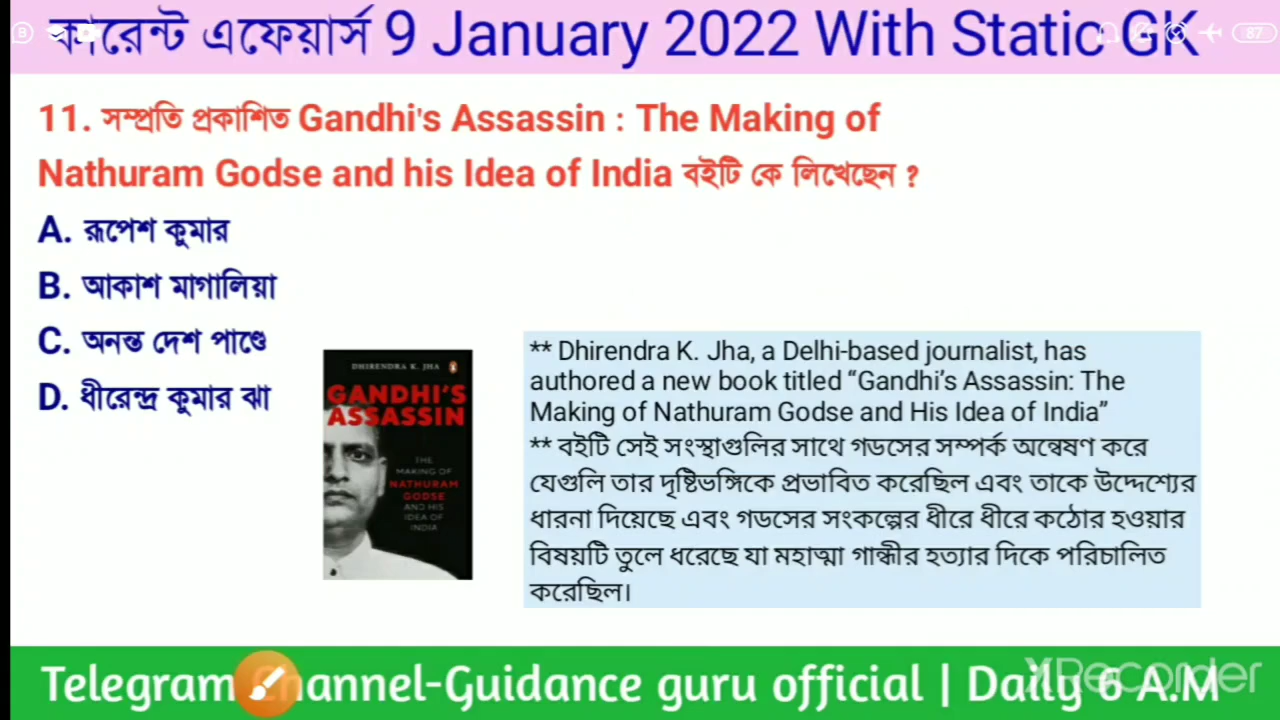 কারেন্ট এফেয়ার্স 9 January 2022 With Static GK
87
11. সম্প্রতি প্রকাশিত Gandhi's Assassin : The Making of
Nathuram Godse and his Idea of India বইটি কে লিখেছেন ?
A. রূপেশ কুমার
B. আকাশ মাগালিয়া
C. অনন্ত দেশ পাণ্ডে
D. ধীরেন্দ্র কুমার ঝা
DHIRENDRA K. JHA
GANDHI'S
ASSASSIN
THE
MAKING OF
NATHURAM
GODSE
AND HIS
IDEA OF
INDIA
** Dhirendra K. Jha, a Delhi-based journalist, has
authored a new book titled “Gandhi’s Assassin: The
Making of Nathuram Godse and His Idea of India”
** বইটি সেই সংস্থাগুলির সাথে গডসের সম্পর্ক অন্বেষণ করে
যেগুলি তার দৃষ্টিভঙ্গিকে প্রভাবিত করেছিল এবং তাকে উদ্দেশ্যের
ধারনা দিয়েছে এবং গডসের সংকল্পের ধীরে ধীরে কঠোর হওয়ার
বিষয়টি তুলে ধরেছে যা মহাত্মা গান্ধীর হত্যার দিকে পরিচালিত
করেছিল।
Telegram Channel-Guidance guru official | Daily 6 A.M
XRecorder